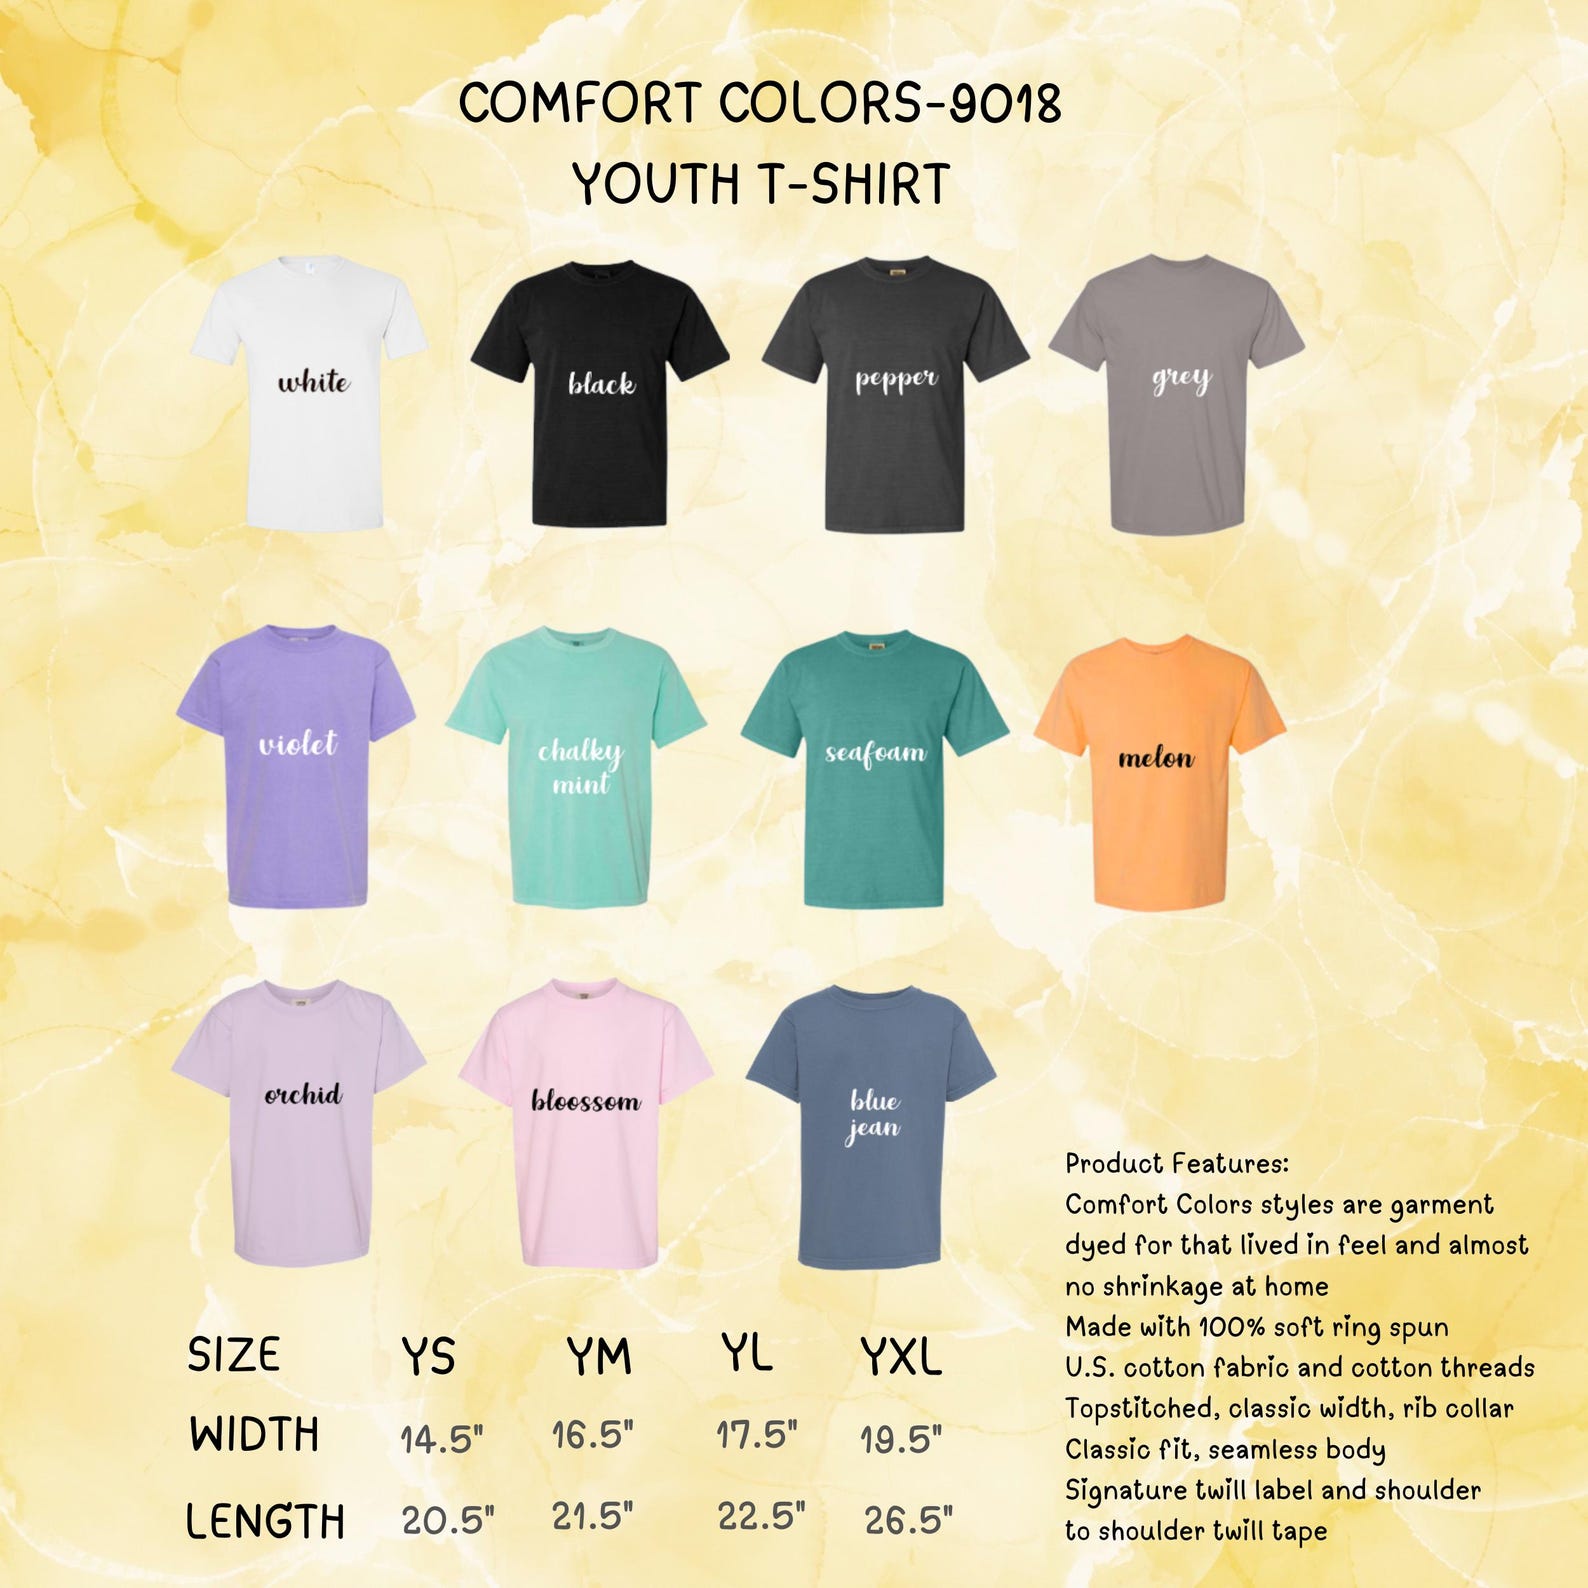 COMFORT COLORS-9018
YOUTH T-SHIRT
white
black
pepper
grey
violet
chalky
mint
seafoam
melon
orchid
bloossom
blue
jean
SIZE YS YM YL YXL
WIDTH 14.5" 16.5" 17.5" 19.5"
LENGTH 20.5" 21.5" 22.5" 26.5"
Product Features:
Comfort Colors styles are garment
dyed for that lived in feel and almost
no shrinkage at home
Made with 100% soft ring spun
U.S. cotton fabric and cotton threads
Topstitched, classic width, rib collar
Classic fit, seamless body
Signature twill label and shoulder
to shoulder twill tape